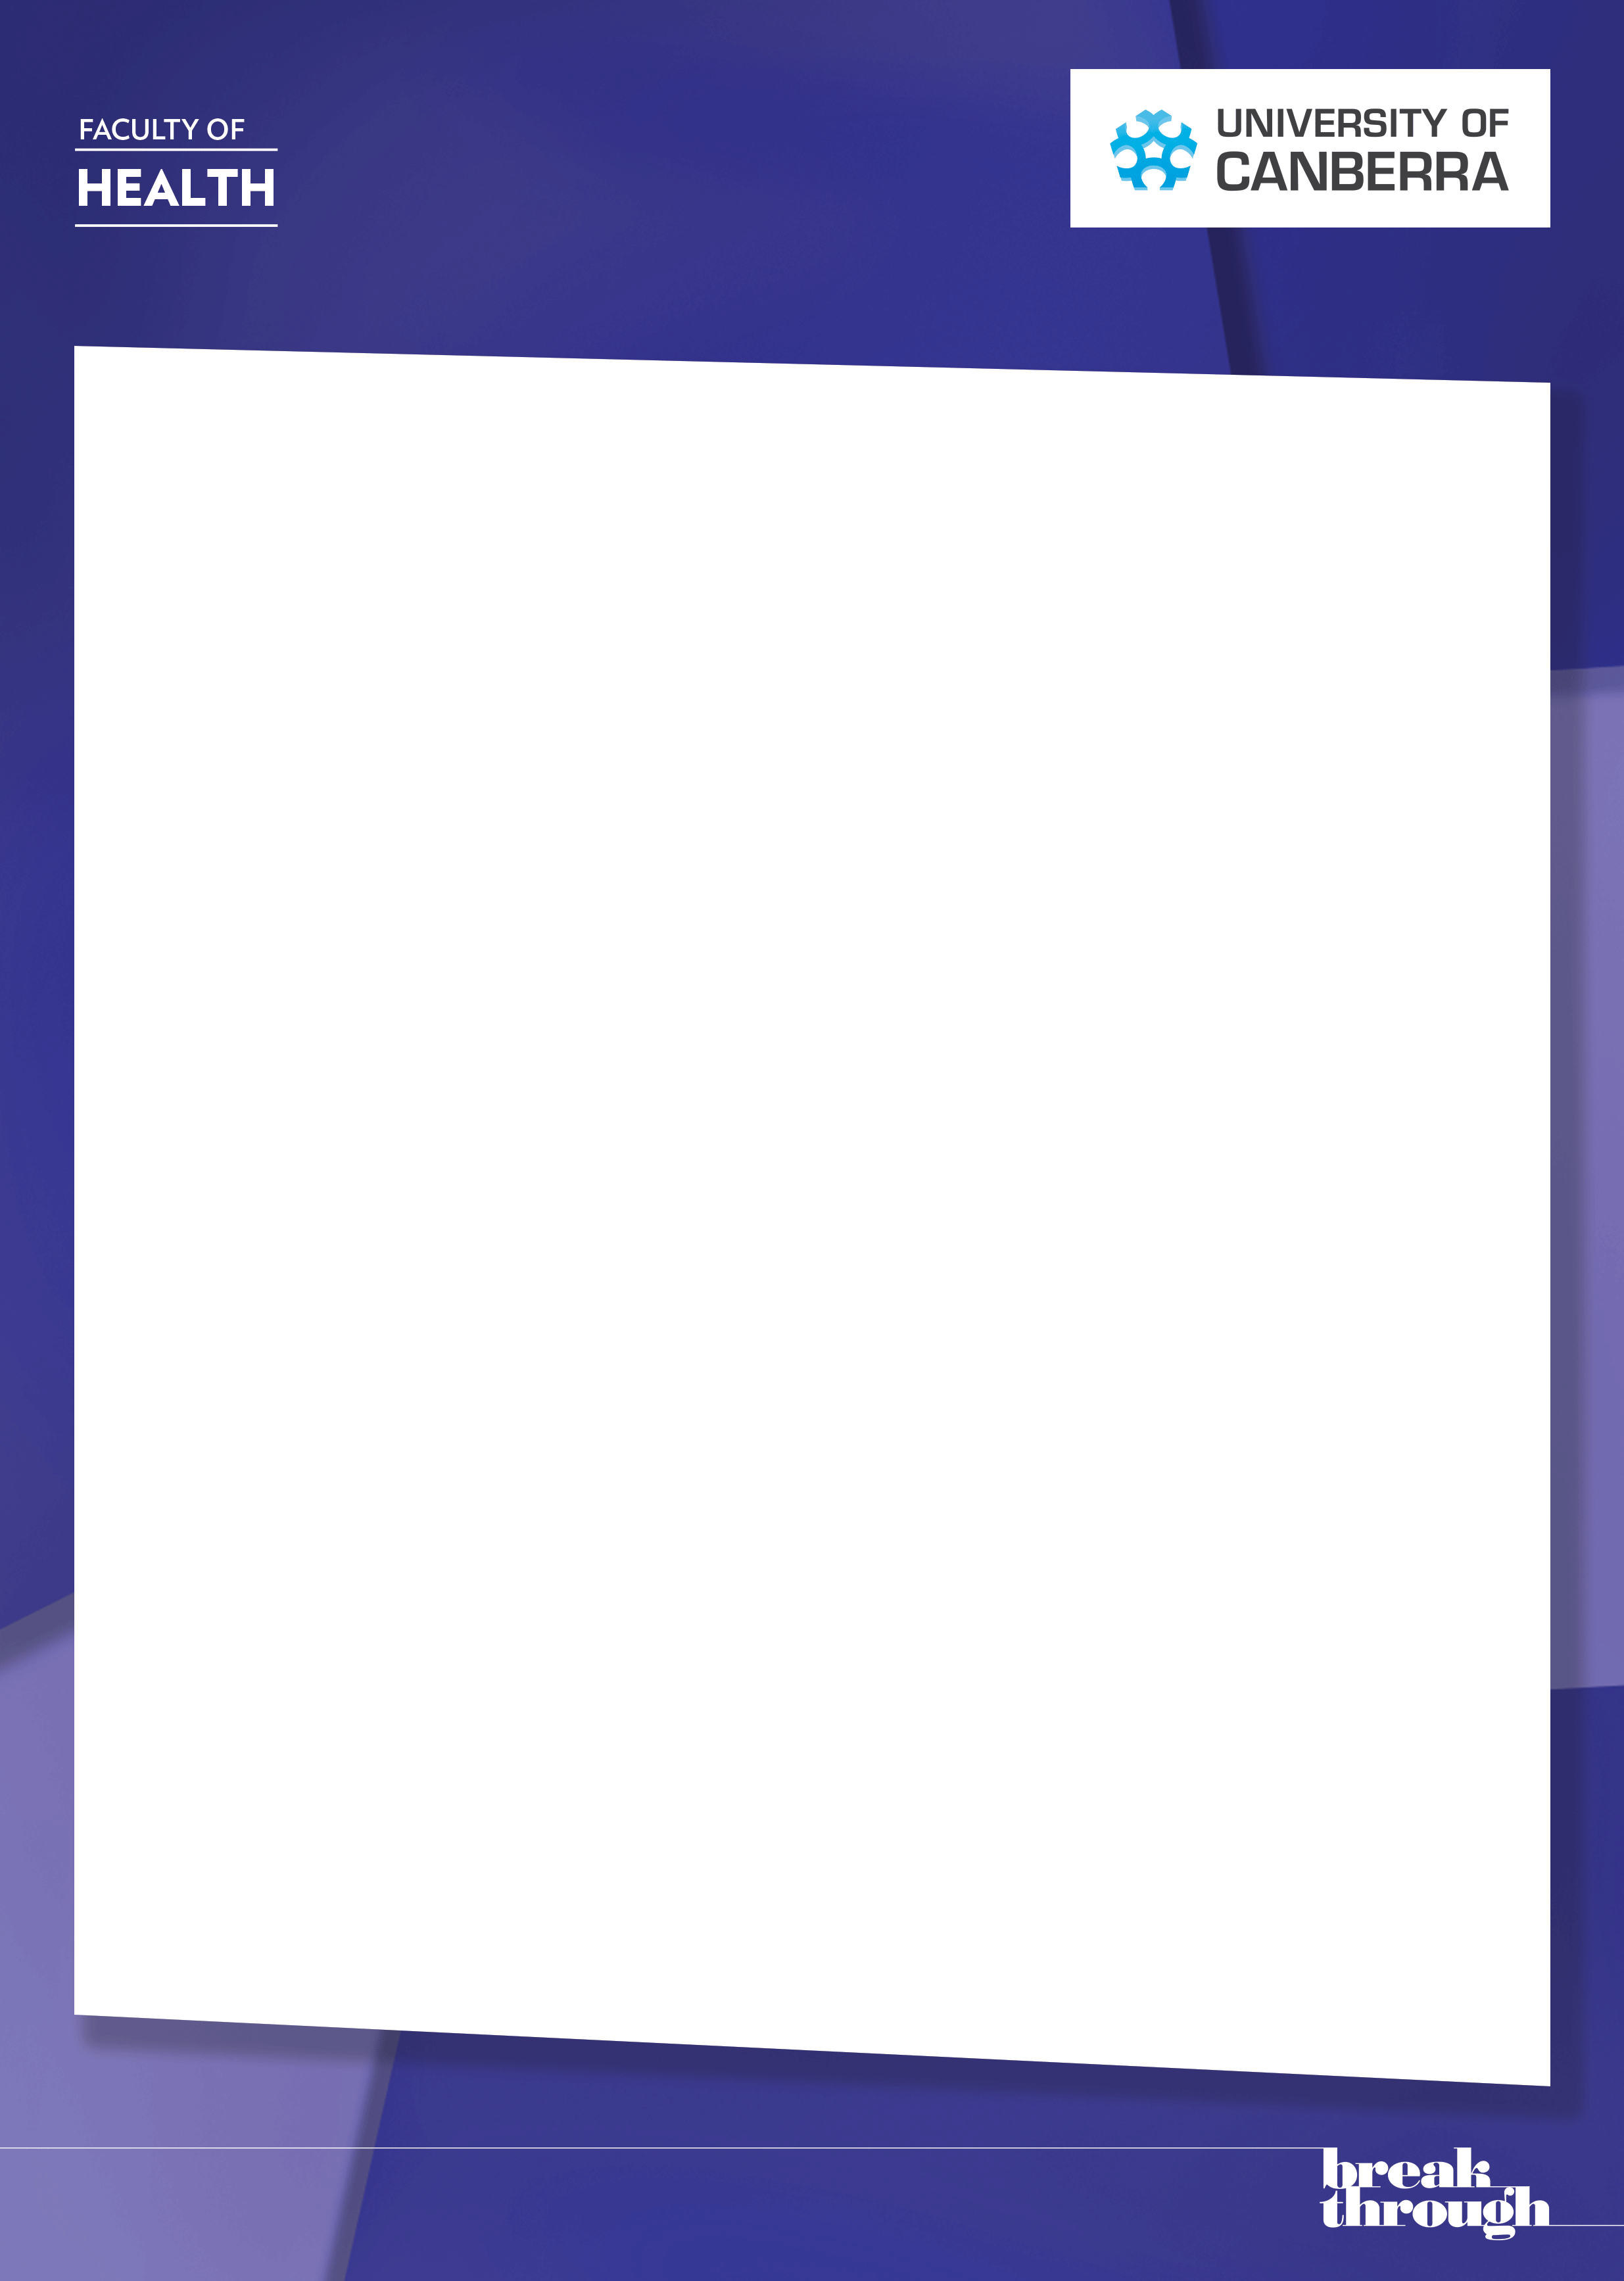 FACULTY OF
HEALTH
UNIVERSITY OF
CANBERRA
break
through